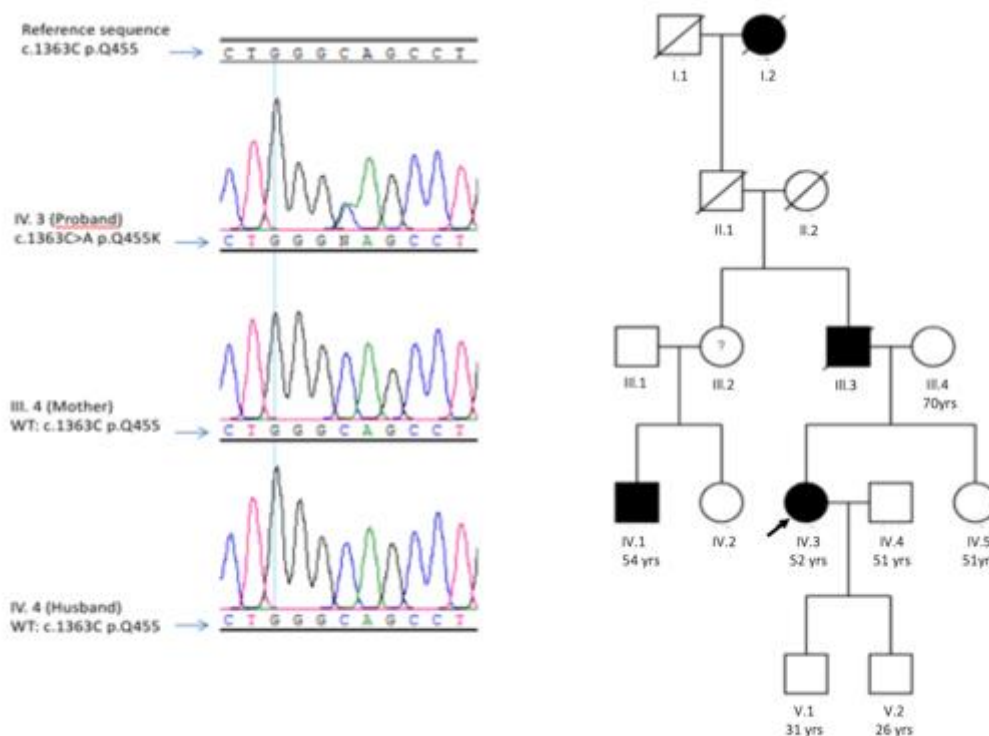 Reference sequence
c.1363C p.Q455
C T G G G C A G C C T
IV. 3 (Proband)
c.1363C>A p.Q455K
C T G G G N A G C C T
III. 4 (Mother)
WT: c.1363C p.Q455
C T G G G C A G C C T
IV. 4 (Husband)
WT: c.1363C p.Q455
C T G G G C A G C C T
I.1
I.2
II.1
II.2
?
III.1
III.2
III.3
III.4
70yrs
IV.1
54 yrs
IV.2
IV.3
52 yrs
IV.4
51 yrs
IV.5
51yr
V.1
31 yrs
V.2
26 yrs